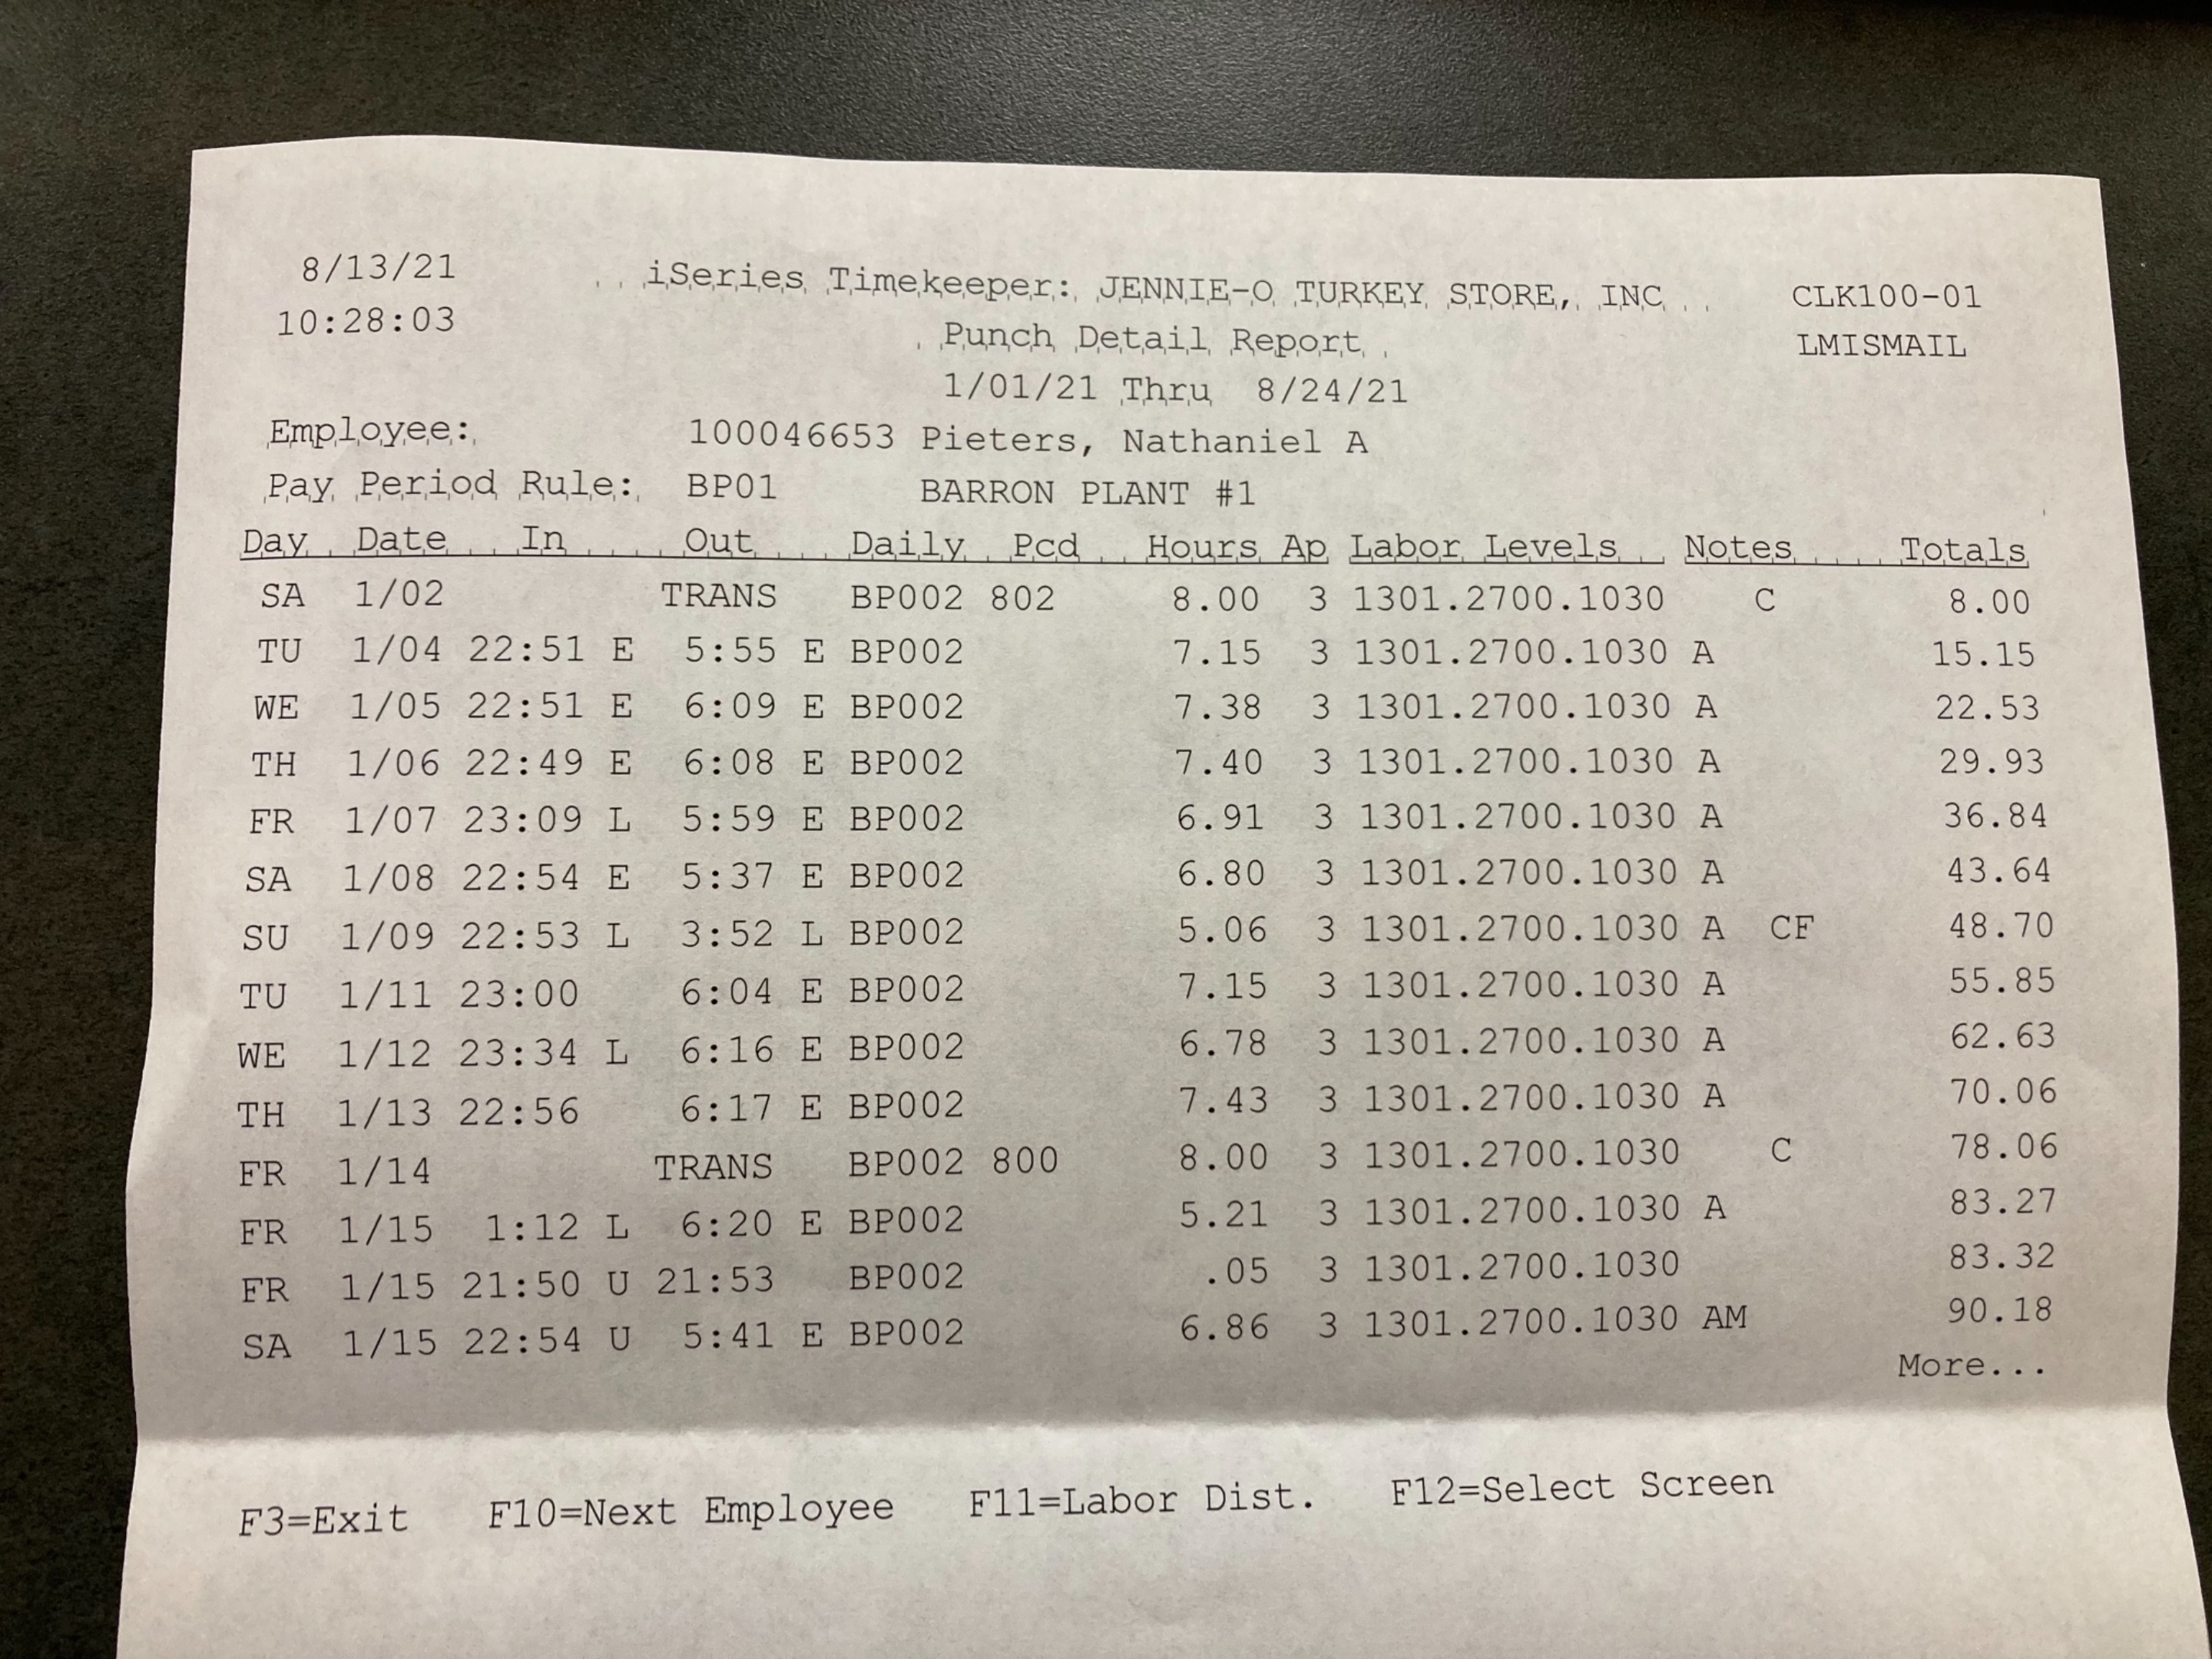 8/13/21 iSeries Timekeeper: JENNIE-O TURKEY STORE, INC CLK100-01
10:28:03 Punch Detail Report LMISMAIL
1/01/21 Thru 8/24/21
Employee: 100046653 Pieters, Nathaniel A
Pay Period Rule: BP01 BARRON PLANT #1
Day Date In Out Daily Pcd Hours Ap Labor Levels Notes Totals
SA 1/02 TRANS BP002 802 8.00 3 1301.2700.1030 C 8.00
TU 1/04 22:51 E 5:55 E BP002 7.15 3 1301.2700.1030 A 15.15
WE 1/05 22:51 E 6:09 E BP002 7.38 3 1301.2700.1030 A 22.53
TH 1/06 22:49 E 6:08 E BP002 7.40 3 1301.2700.1030 A 29.93
FR 1/07 23:09 L 5:59 E BP002 6.91 3 1301.2700.1030 A 36.84
SA 1/08 22:54 E 5:37 E BP002 6.80 3 1301.2700.1030 A 43.64
SU 1/09 22:53 L 3:52 L BP002 5.06 3 1301.2700.1030 A CF 48.70
TU 1/11 23:00 6:04 E BP002 7.15 3 1301.2700.1030 A 55.85
WE 1/12 23:34 L 6:16 E BP002 6.78 3 1301.2700.1030 A 62.63
TH 1/13 22:56 6:17 E BP002 7.43 3 1301.2700.1030 A 70.06
FR 1/14 TRANS BP002 800 8.00 3 1301.2700.1030 C 78.06
FR 1/15 1:12 L 6:20 E BP002 5.21 3 1301.2700.1030 A 83.27
FR 1/15 21:50 U 21:53 BP002 .05 3 1301.2700.1030 83.32
SA 1/15 22:54 U 5:41 E BP002 6.86 3 1301.2700.1030 AM 90.18
More...
F3=Exit F10=Next Employee F11=Labor Dist. F12=Select Screen